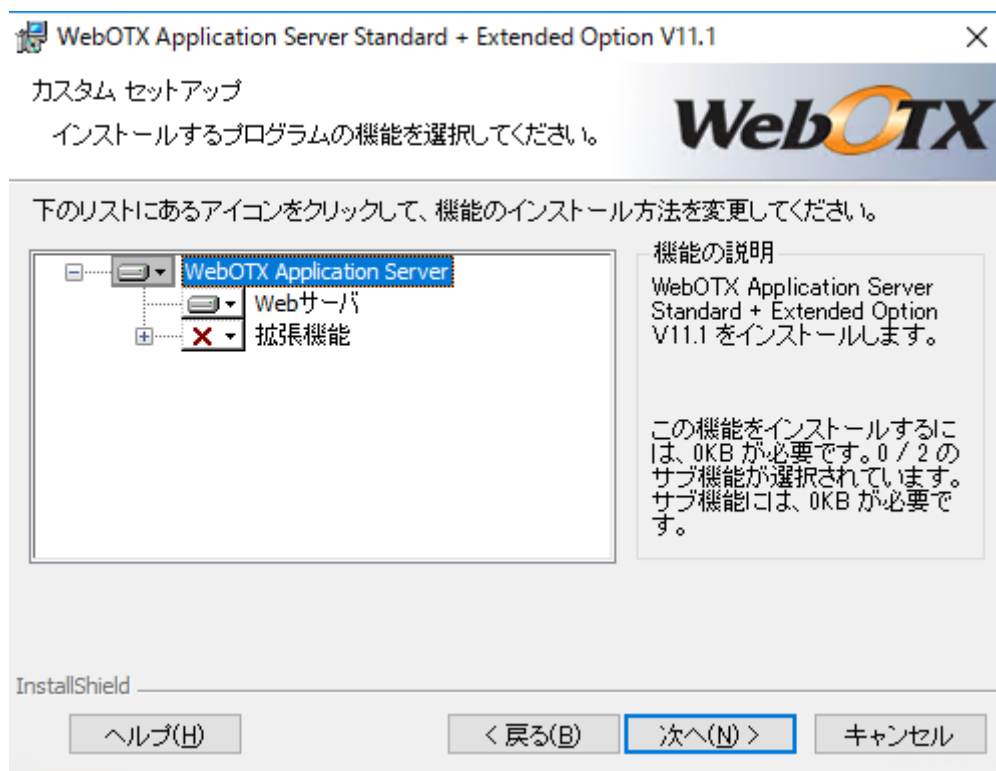 WebOTX Application Server Standard + Extended Option V11.1
カスタム セットアップ
インストールするプログラムの機能を選択してください。
WebOTX
下のリストにあるアイコンをクリックして、機能のインストール方法を変更してください。
WebOTX Application Server
Webサーバ
拡張機能
機能の説明
WebOTX Application Server
Standard + Extended Option
V11.1 をインストールします。
この機能をインストールするに
は、0KB が必要です。0 / 2 の
サブ機能が選択されています。
サブ機能には、0KB が必要で
す。
InstallShield
ヘルプ(H)
< 戻る(B)
次へ(N) >
キャンセル